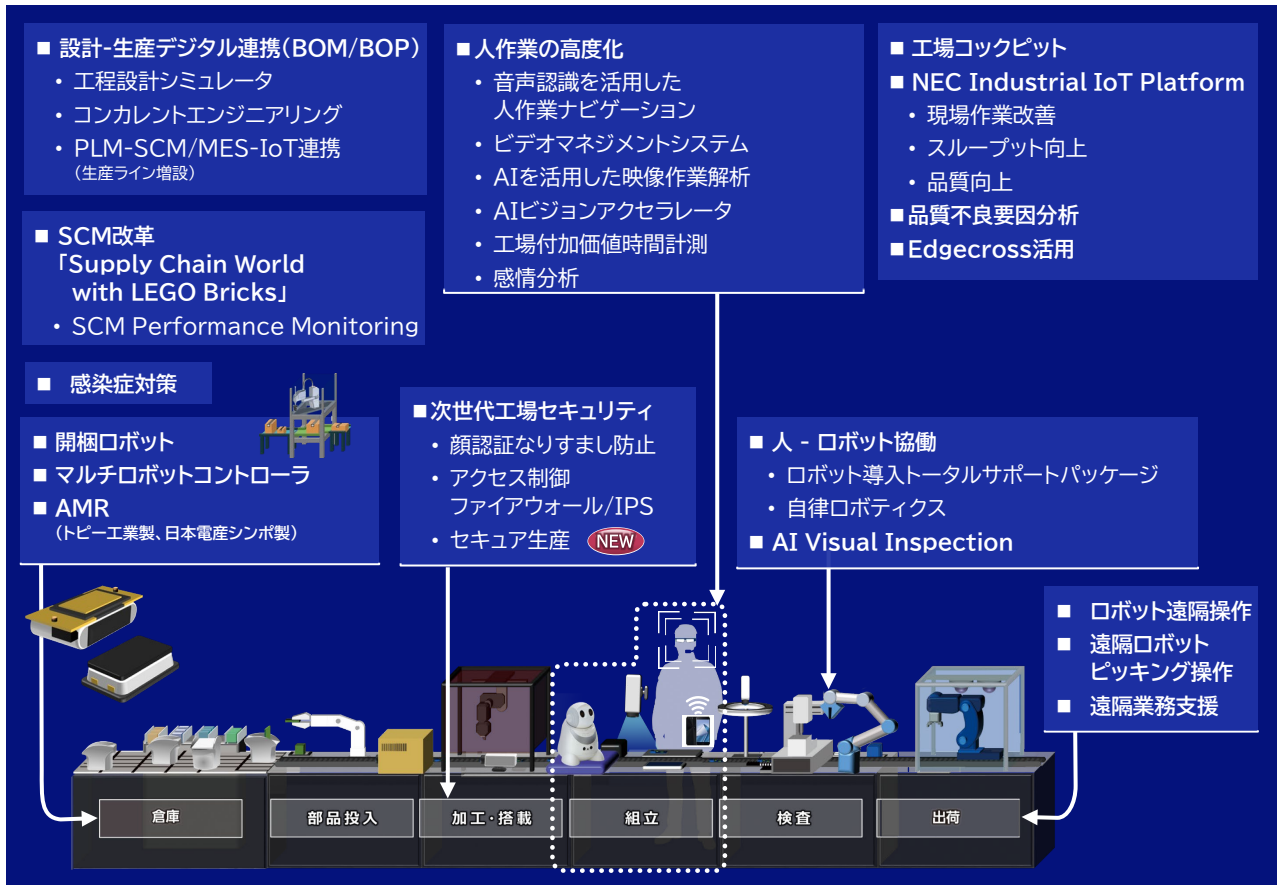 ■ 設計-生産デジタル連携(BOM/BOP)
・ 工程設計シミュレータ
・ コンカレントエンジニアリング
・ PLM-SCM/MES-IoT連携
(生産ライン増設)
■ SCM改革
「Supply Chain World
with LEGO Bricks」
・ SCM Performance Monitoring
■ 感染症対策
■ 開梱ロボット
■ マルチロボットコントローラ
■ AMR
(トピー工業製、日本電産シンポ製)
■人作業の高度化
・ 音声認識を活用した
人作業ナビゲーション
・ ビデオマネジメントシステム
・ AIを活用した映像作業解析
・ AIビジョンアクセラレータ
・ 工場付加価値時間計測
・ 感情分析
■次世代工場セキュリティ
・ 顔認証なりすまし防止
・ アクセス制御
ファイアウォール/IPS
・ セキュア生産 NEW
■ 工場コックピット
■ NEC Industrial IoT Platform
・ 現場作業改善
・ スループット向上
・ 品質向上
■品質不良要因分析
■Edgecross活用
■ 人 - ロボット協働
・ ロボット導入トータルサポートパッケージ
・ 自律ロボティクス
■ AI Visual Inspection
■ ロボット遠隔操作
■ 遠隔ロボット
ピッキング操作
■ 遠隔業務支援
倉庫
部品投入
加工・搭載
組立
検査
出荷